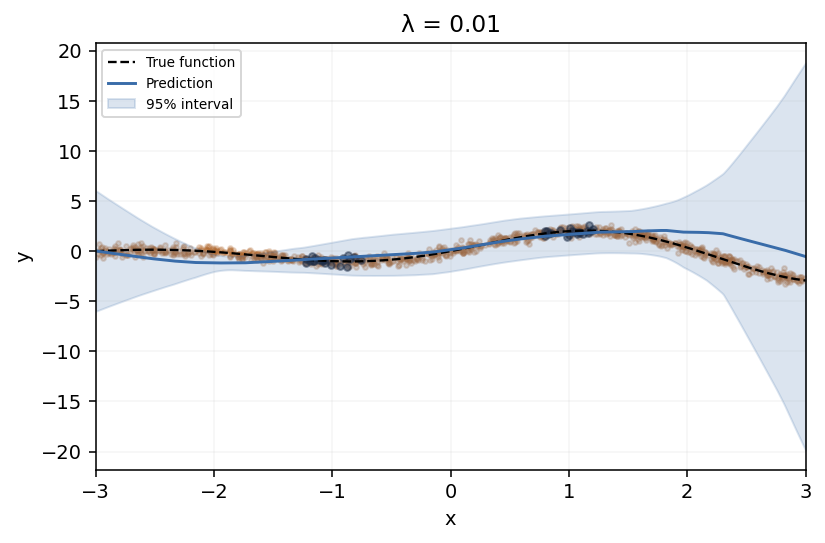 λ = 0.01
True function
Prediction
95% interval
20
15
10
5
0
−5
−10
−15
−20
y
−3 −2 −1 0 1 2 3
x